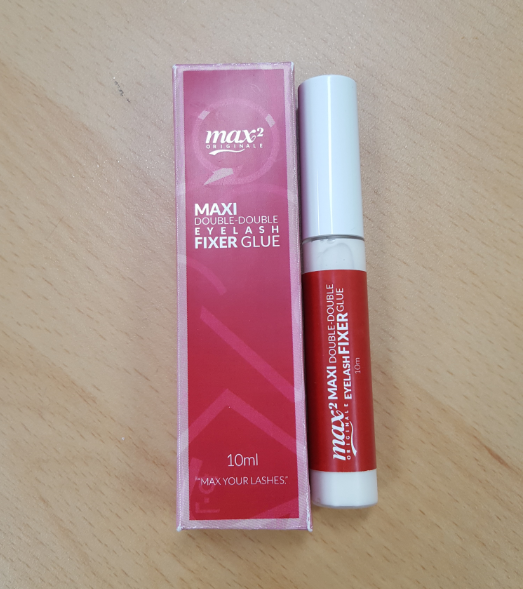 max²
ORIGINALE
MAXI
DOUBLE-DOUBLE
EYELASH
FIXER GLUE
10ml
"MAX YOUR LASHES."
max² MAXI DOUBLE-DOUBLE
ORIGINALE EYELASH FIXER GLUE
10m